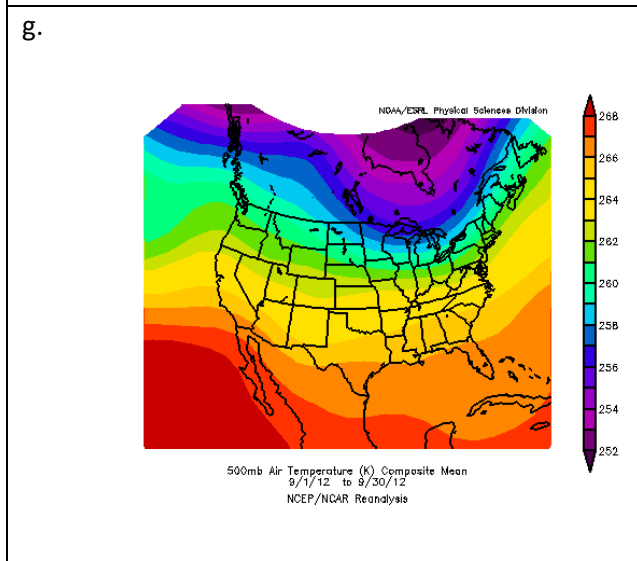 g.
NOAA/ESRL Physical Sciences Division
268
266
264
262
260
258
256
254
252
500mb Air Temperature (K) Composite Mean
9/1/12 to 9/30/12
NCEP/NCAR Reanalysis